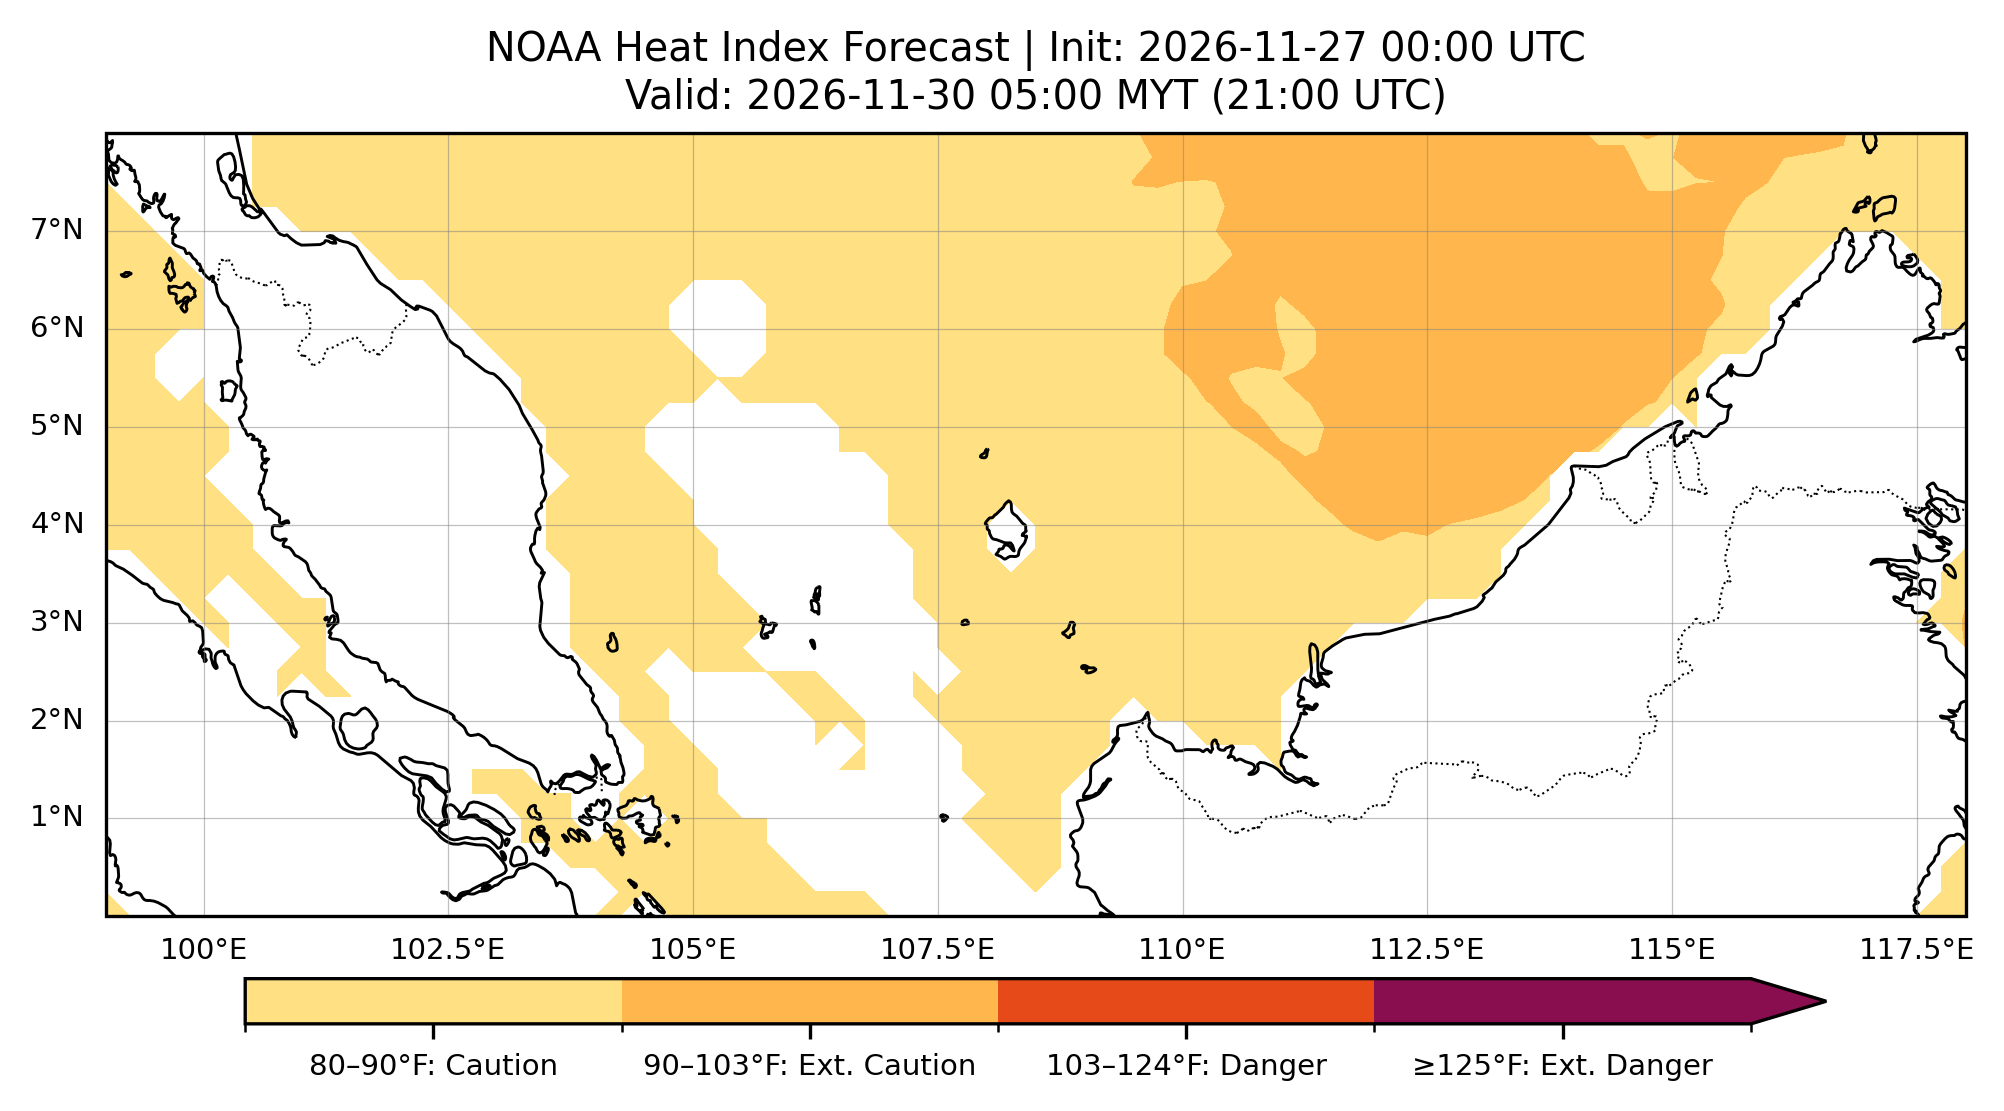 NOAA Heat Index Forecast | Init: 2026-11-27 00:00 UTC
Valid: 2026-11-30 05:00 MYT (21:00 UTC)
7°N
6°N
5°N
4°N
3°N
2°N
1°N
100°E 102.5°E 105°E 107.5°E 110°E 112.5°E 115°E 117.5°E
80–90°F: Caution 90–103°F: Ext. Caution 103–124°F: Danger ≥125°F: Ext. Danger